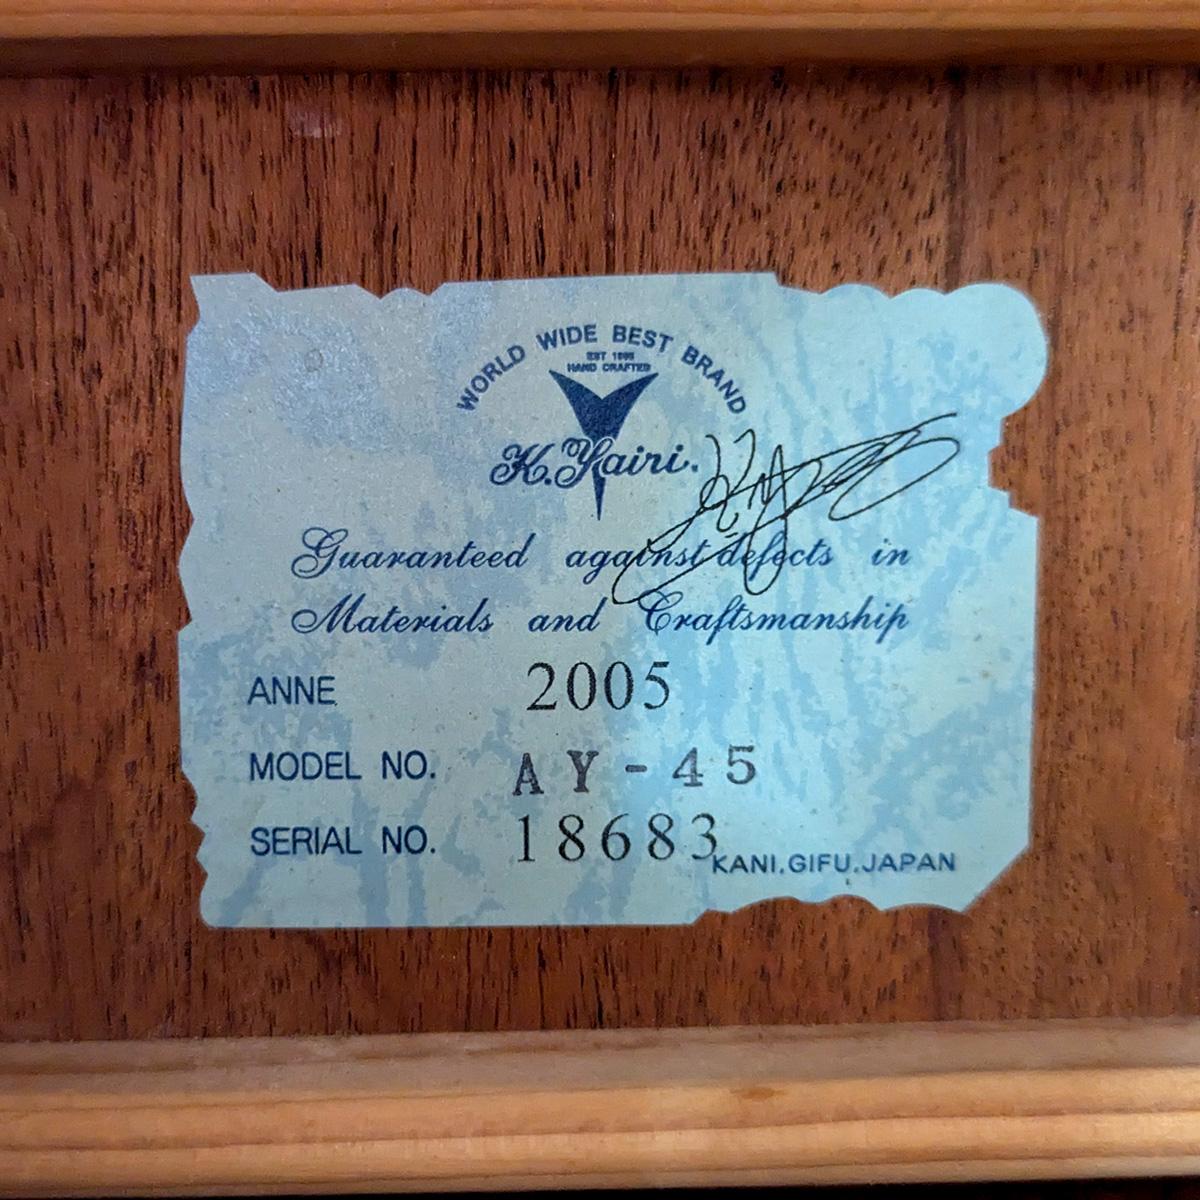 WORLD WIDE BEST BRAND
HAND CRAFTED
K.Yairi.
Guaranteed against defects in
Materials and Craftsmanship
ANNE 2005
MODEL NO. AY-45
SERIAL NO. 18683
KANI.GIFU.JAPAN